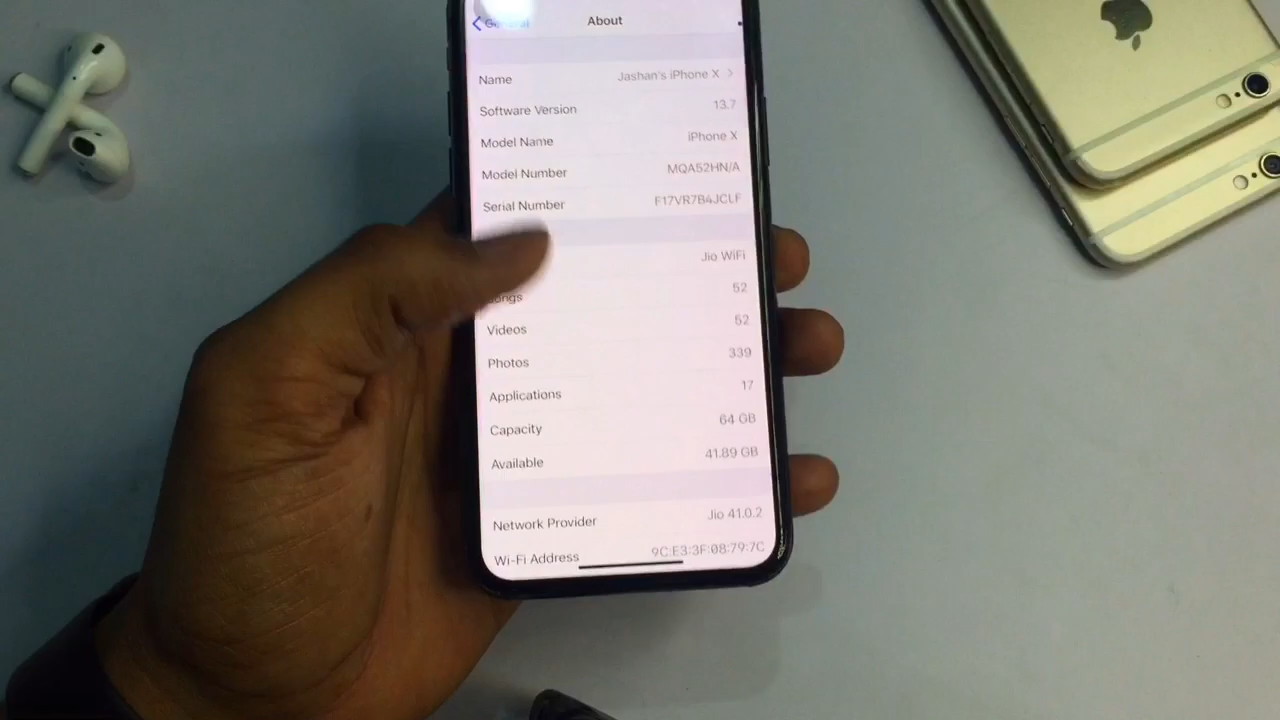 General
About
Name Jashan's iPhone X
Software Version 13.7
Model Name iPhone X
Model Number MQA52HN/A
Serial Number F17VR7B4JCLF
Jio WiFi
Songs 52
Videos 52
Photos 339
Applications 17
Capacity 64 GB
Available 41.89 GB
Network Provider Jio 41.0.2
Wi-Fi Address 9C:E3:3F:08:79:7C